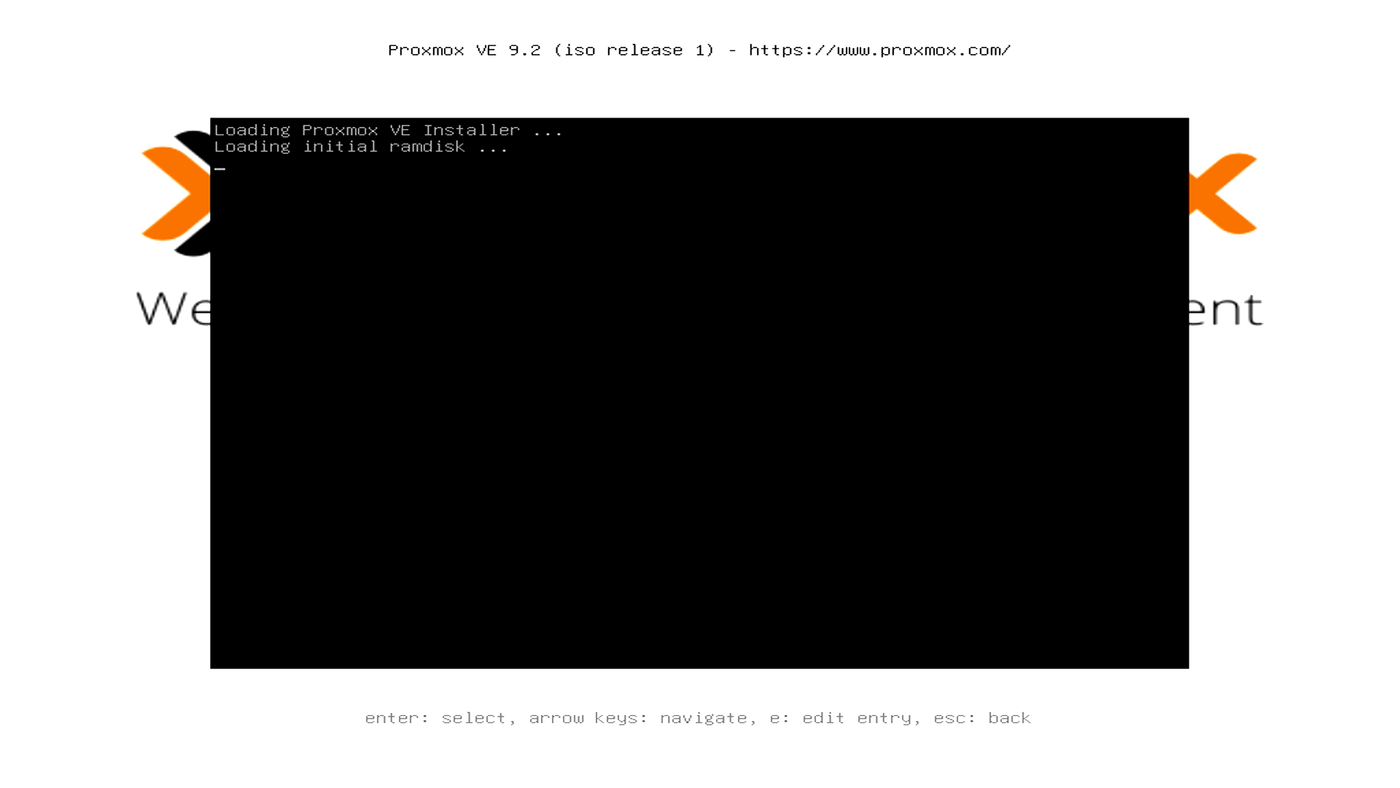 Proxmox VE 9.2 (iso release 1) - https://www.proxmox.com/
Loading Proxmox VE Installer ...
Loading initial ramdisk ...
We
ent
enter: select, arrow keys: navigate, e: edit entry, esc: back